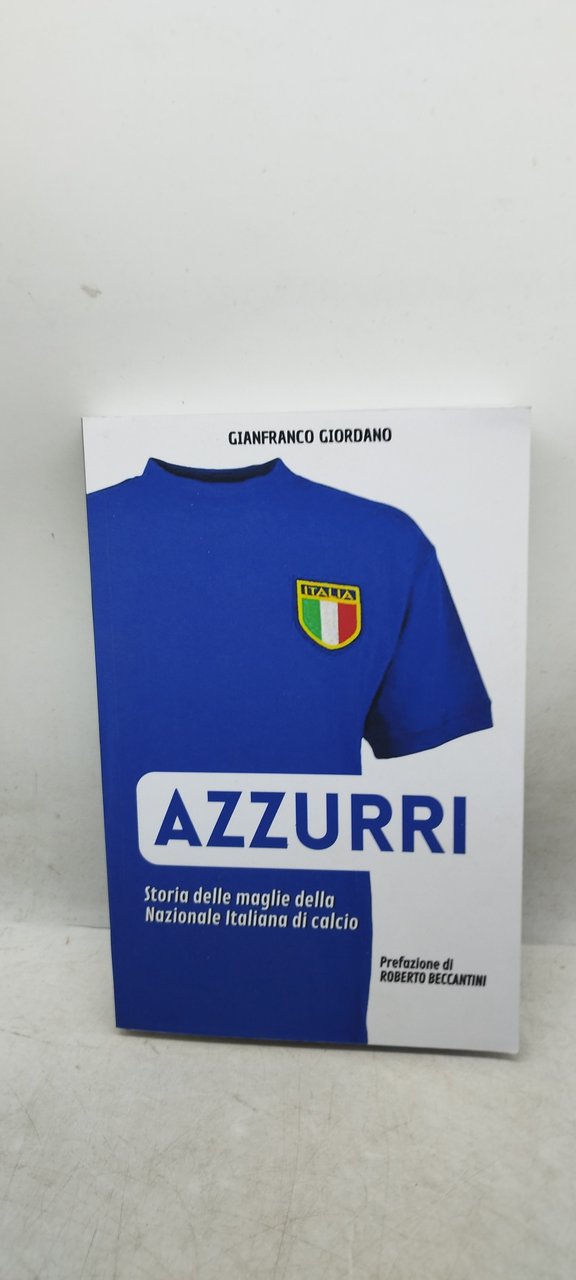 GIANFRANCO GIORDANO
ITALIA
AZZURRI
Storia delle maglie della
Nazionale Italiana di calcio
Prefazione di
ROBERTO BECCANTINI